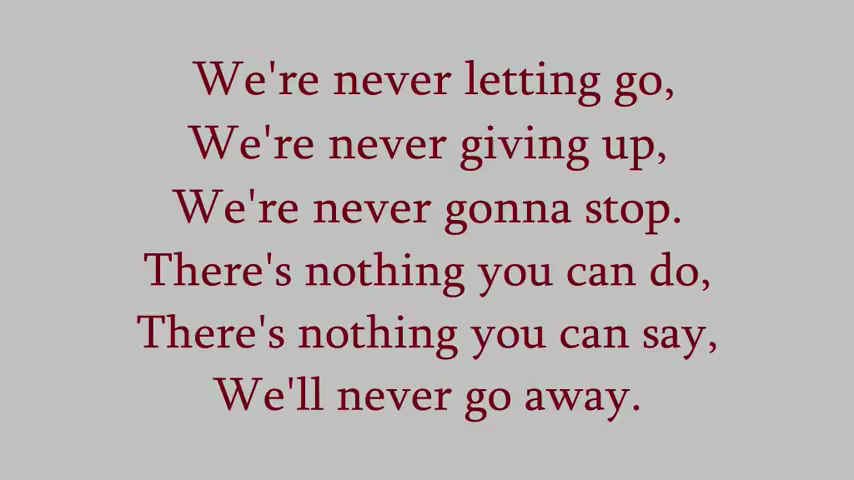 We're never letting go,
We're never giving up,
We're never gonna stop.
There's nothing you can do,
There's nothing you can say,
We'll never go away.